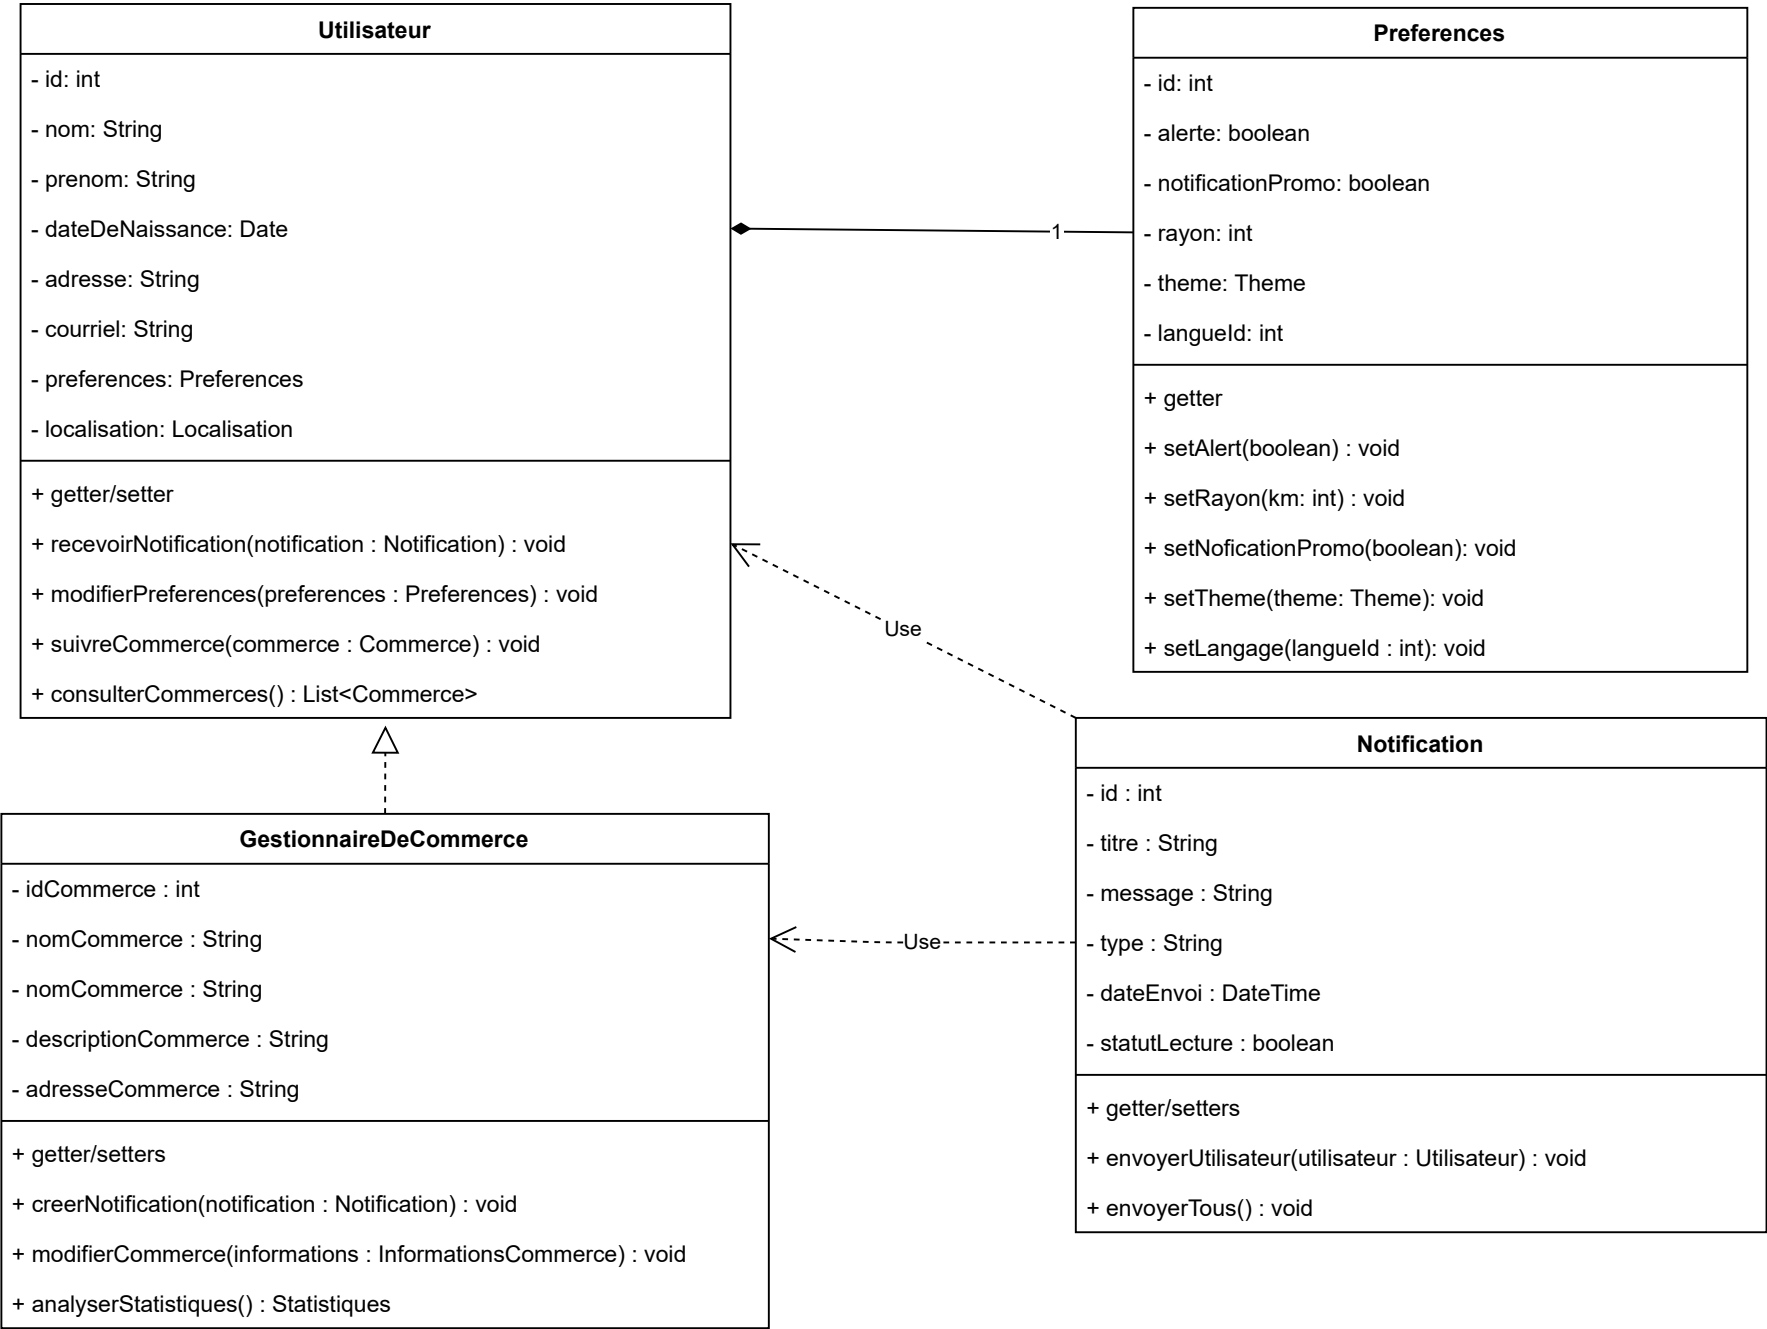 Utilisateur
- id: int
- nom: String
- prenom: String
- dateDeNaissance: Date
- adresse: String
- courriel: String
- preferences: Preferences
- localisation: Localisation
+ getter/setter
+ recevoirNotification(notification : Notification) : void
+ modifierPreferences(preferences : Preferences) : void
+ suivreCommerce(commerce : Commerce) : void
+ consulterCommerces() : List<Commerce>
1
Preferences
- id: int
- alerte: boolean
- notificationPromo: boolean
- rayon: int
- theme: Theme
- langueId: int
+ getter
+ setAlert(boolean) : void
+ setRayon(km: int) : void
+ setNoficationPromo(boolean): void
+ setTheme(theme: Theme): void
+ setLangage(langueId : int): void
Use
GestionnaireDeCommerce
- idCommerce : int
- nomCommerce : String
- nomCommerce : String
- descriptionCommerce : String
- adresseCommerce : String
+ getter/setters
+ creerNotification(notification : Notification) : void
+ modifierCommerce(informations : InformationsCommerce) : void
+ analyserStatistiques() : Statistiques
Use
Notification
- id : int
- titre : String
- message : String
- type : String
- dateEnvoi : DateTime
- statutLecture : boolean
+ getter/setters
+ envoyerUtilisateur(utilisateur : Utilisateur) : void
+ envoyerTous() : void